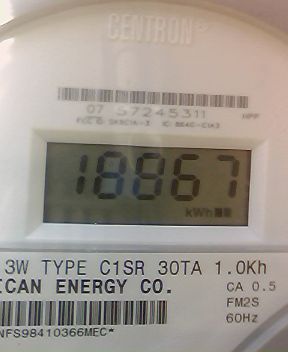 CENTRON
07 57245311
18867
kWh
3W TYPE C1SR 30TA 1.0Kh
ICAN ENERGY CO.
CA 0.5
FM2S
60Hz
NFS98410366MEC*